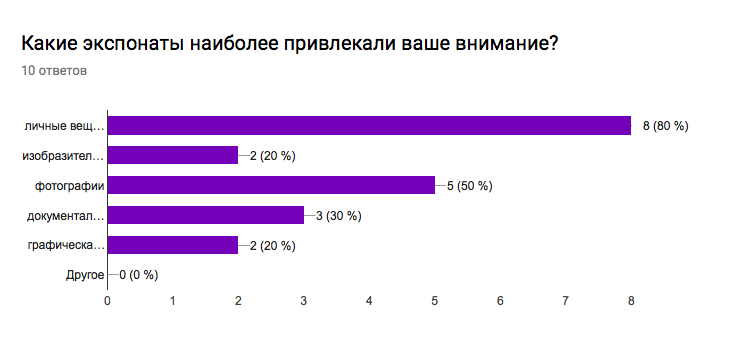 Какие экспонаты наиболее привлекали ваше внимание?
10 ответов
личные вещ… 8 (80 %)
изобразител… 2 (20 %)
фотографии 5 (50 %)
документал… 3 (30 %)
графическа… 2 (20 %)
Другое 0 (0 %)
0 1 2 3 4 5 6 7 8